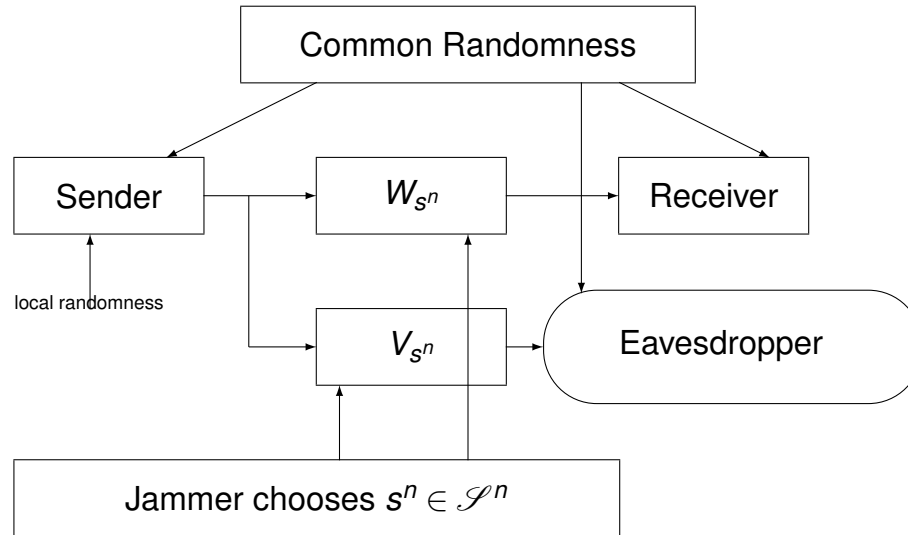 Common Randomness
Sender
W_{s^n}
Receiver
local randomness
V_{s^n}
Eavesdropper
Jammer chooses s^n ∈ 𝒮^n